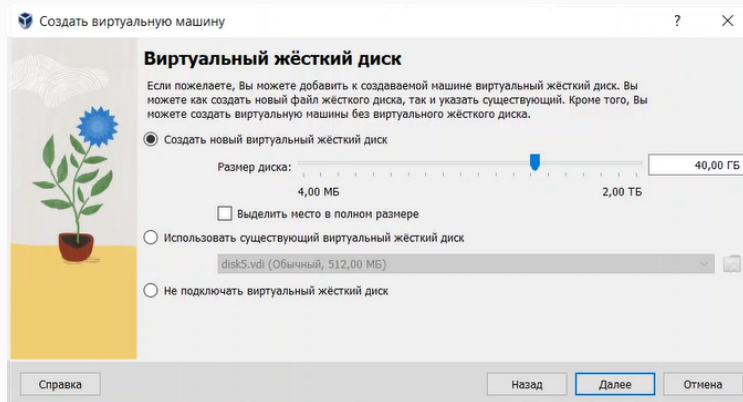 Создать виртуальную машину
?
Виртуальный жёсткий диск
Если пожелаете, Вы можете добавить к создаваемой машине виртуальный жёсткий диск. Вы
можете как создать новый файл жёсткого диска, так и указать существующий. Кроме того, Вы
можете создать виртуальную машины без виртуального жёсткого диска.
Создать новый виртуальный жёсткий диск
Размер диска: 40,00 ГБ
4,00 МБ 2,00 ТБ
Выделить место в полном размере
Использовать существующий виртуальный жёсткий диск
disk5.vdi (Обычный, 512,00 МБ)
Не подключать виртуальный жёсткий диск
Справка Назад Далее Отмена